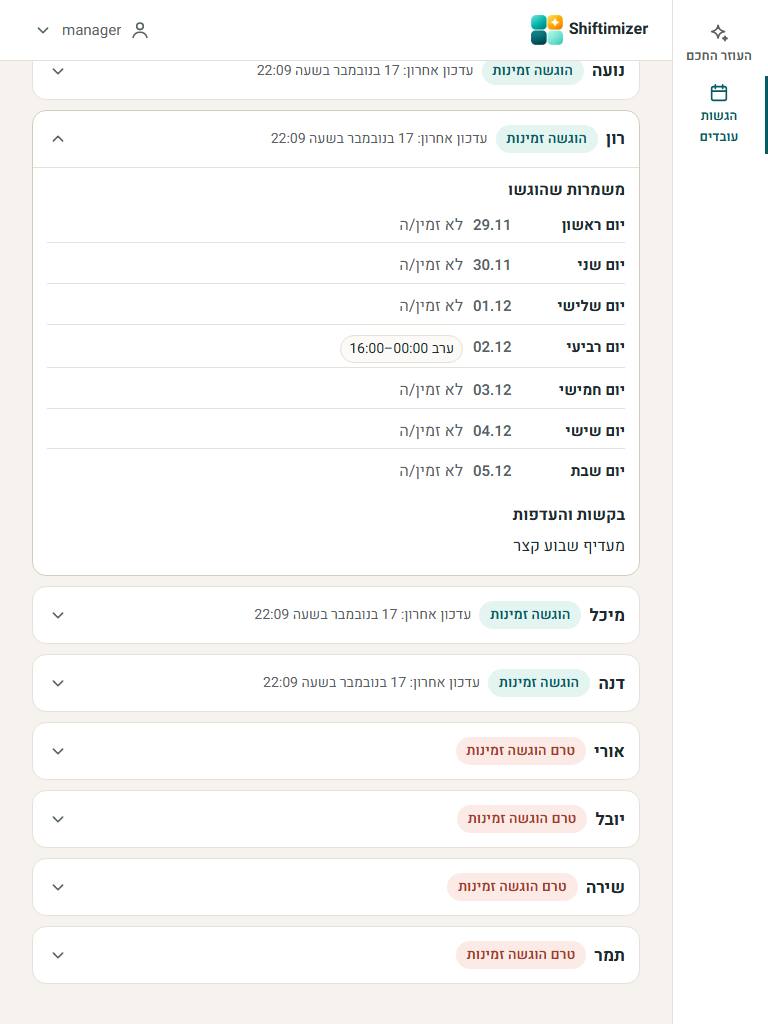 Shiftimizer
manager
העוזר החכם
הגשות
עובדים
נועה הוגשה זמינות עדכון אחרון: 17 בנובמבר בשעה 22:09
רון הוגשה זמינות עדכון אחרון: 17 בנובמבר בשעה 22:09
משמרות שהוגשו
יום ראשון 29.11 לא זמין/ה
יום שני 30.11 לא זמין/ה
יום שלישי 01.12 לא זמין/ה
יום רביעי 02.12 ערב 16:00–00:00
יום חמישי 03.12 לא זמין/ה
יום שישי 04.12 לא זמין/ה
יום שבת 05.12 לא זמין/ה
בקשות והעדפות
מעדיף שבוע קצר
מיכל הוגשה זמינות עדכון אחרון: 17 בנובמבר בשעה 22:09
דנה הוגשה זמינות עדכון אחרון: 17 בנובמבר בשעה 22:09
אורי טרם הוגשה זמינות
יובל טרם הוגשה זמינות
שירה טרם הוגשה זמינות
תמר טרם הוגשה זמינות